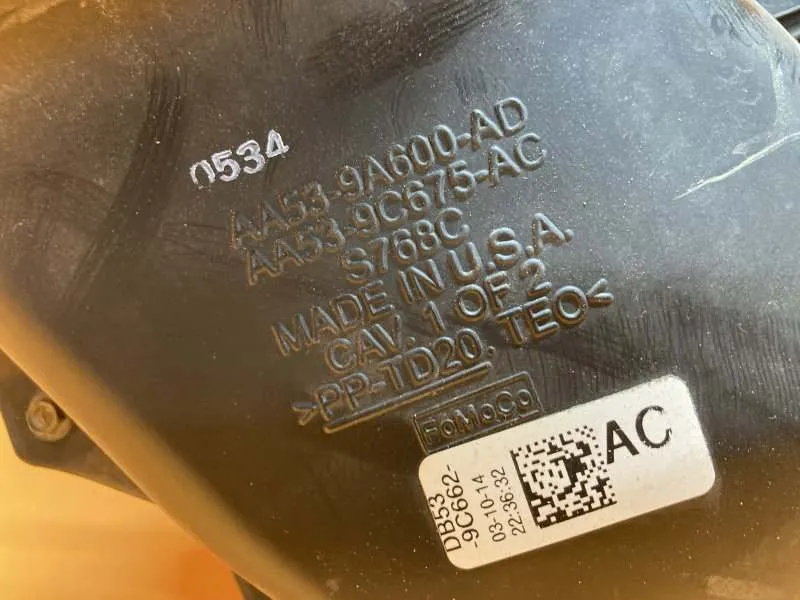 0534
AA53-9A600-AD
AA53-9C675-AC
S768C
MADE IN U.S.A.
CAV. 1 OF 2
>PP-TD20, TEO<
FoMoCo
DB53
-9C662-
03-10-14
22:36:32
AC